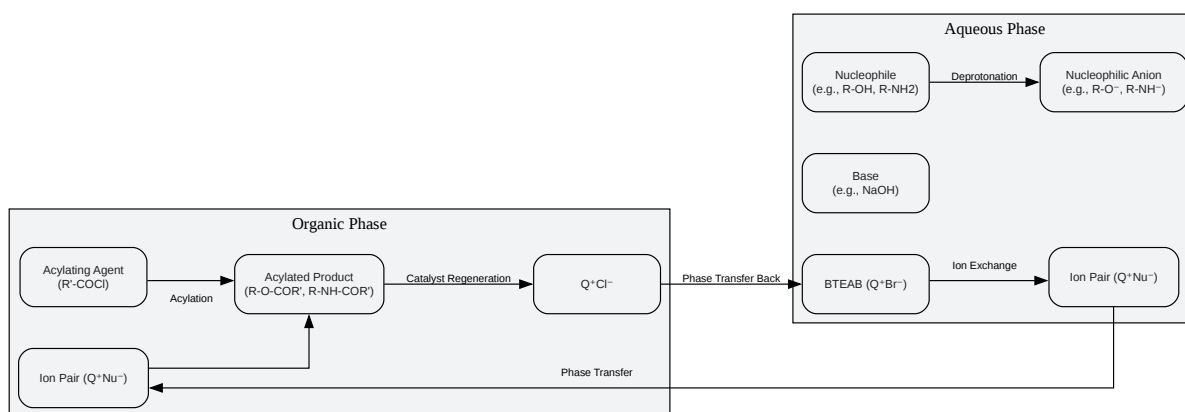 Aqueous Phase
Nucleophile
(e.g., R-OH, R-NH2)
Deprotonation
Nucleophilic Anion
(e.g., R-O⁻, R-NH⁻)
Base
(e.g., NaOH)
Organic Phase
Acylating Agent
(R'-COCl)
Acylation
Acylated Product
(R-O-COR', R-NH-COR')
Catalyst Regeneration
Q⁺Cl⁻
Phase Transfer Back
BTEAB (Q⁺Br⁻)
Ion Exchange
Ion Pair (Q⁺Nu⁻)
Ion Pair (Q⁺Nu⁻)
Phase Transfer